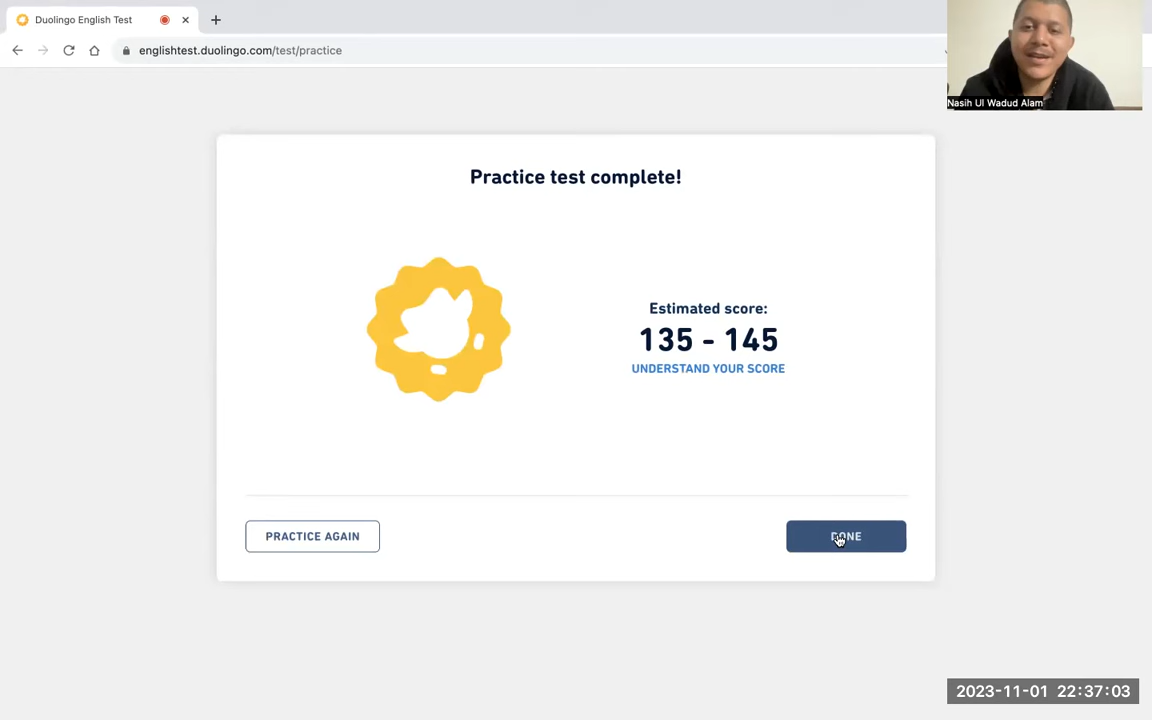 Duolingo English Test
englishtest.duolingo.com/test/practice
Nasih Ul Wadud Alam
Practice test complete!
Estimated score:
135 - 145
UNDERSTAND YOUR SCORE
PRACTICE AGAIN
DONE
2023-11-01 22:37:03